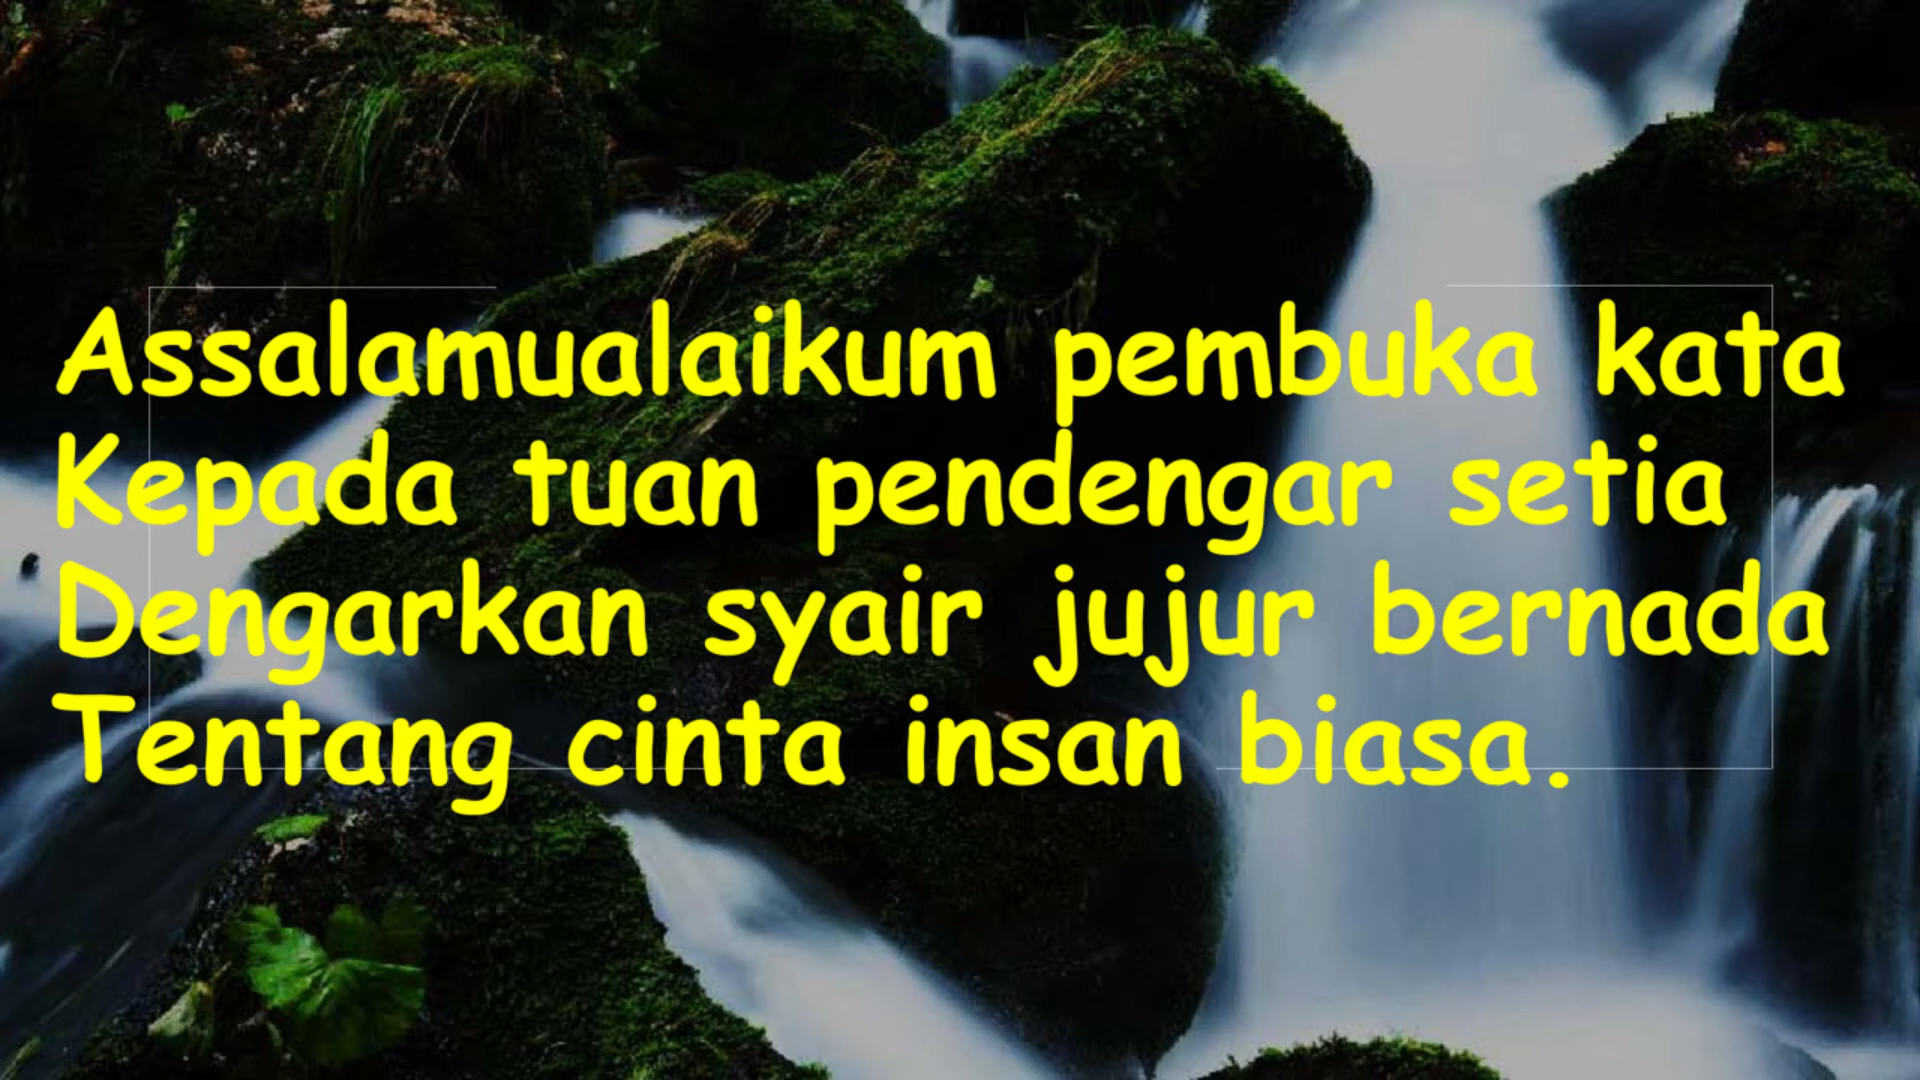 Assalamualaikum pembuka kata
Kepada tuan pendengar setia
Dengarkan syair jujur bernada
Tentang cinta insan biasa.